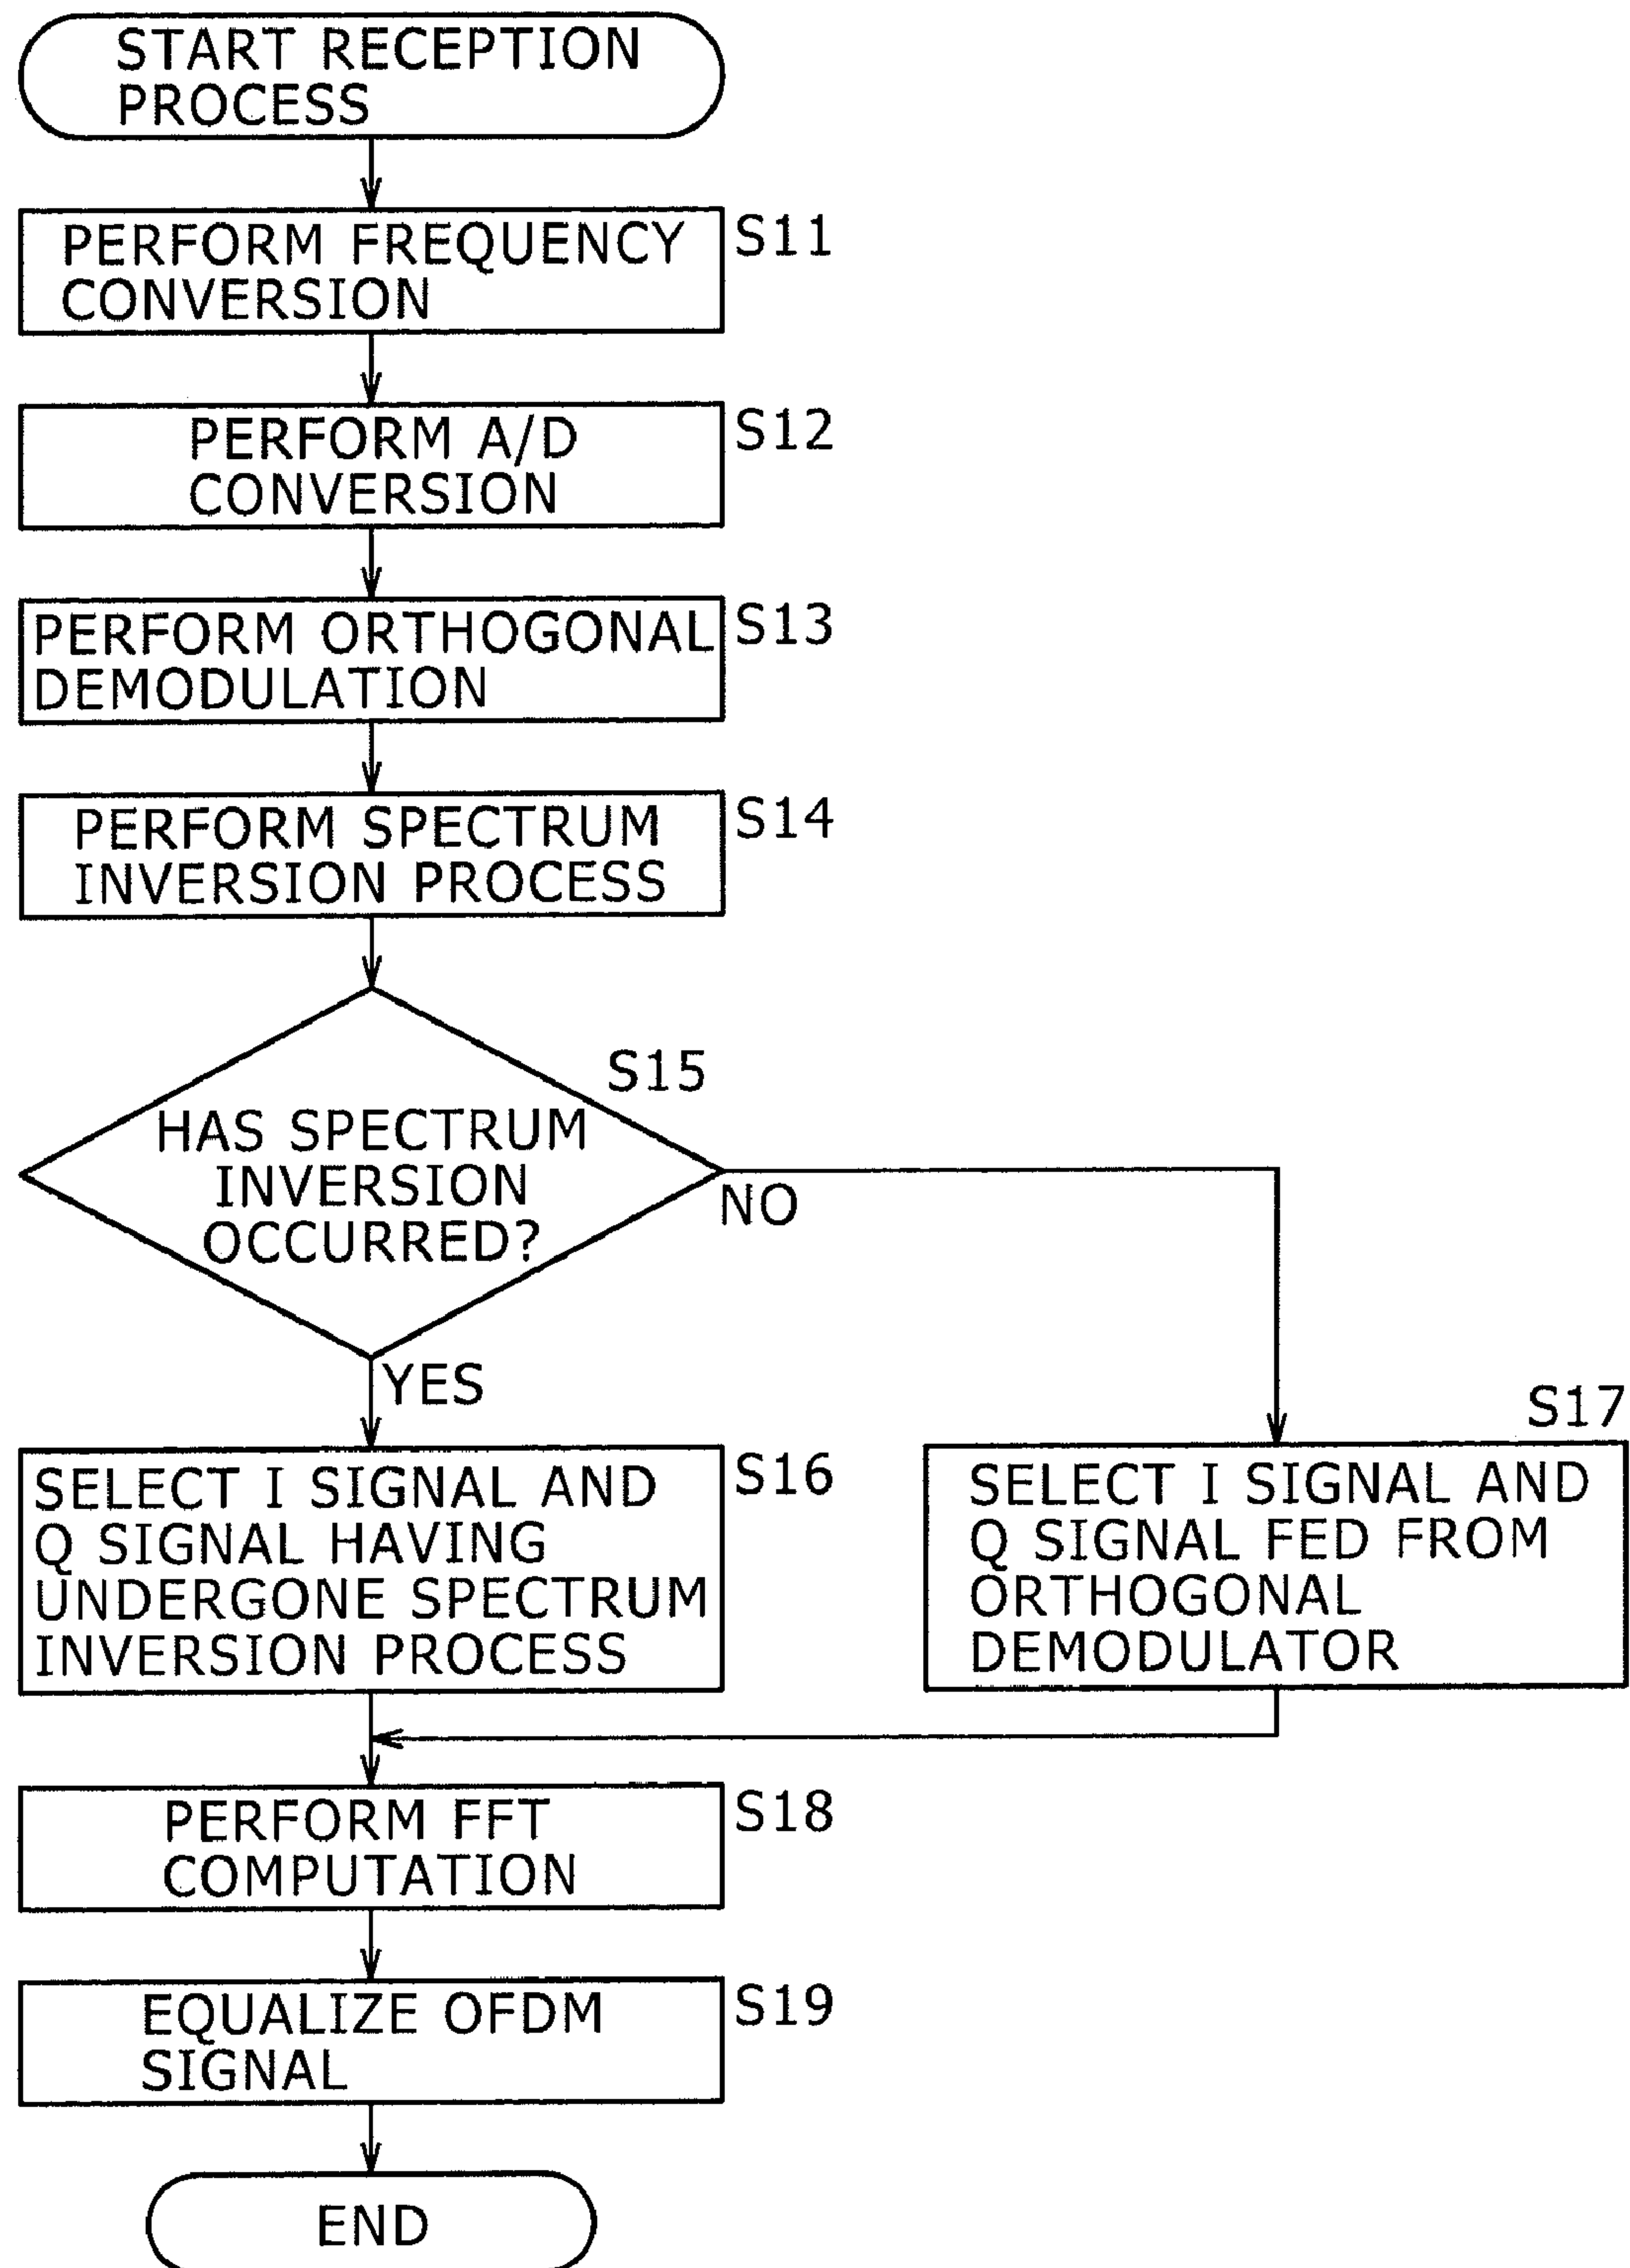 START RECEPTION
PROCESS
PERFORM FREQUENCY
CONVERSION
S11
PERFORM A/D
CONVERSION
S12
PERFORM ORTHOGONAL
DEMODULATION
S13
PERFORM SPECTRUM
INVERSION PROCESS
S14
S15
HAS SPECTRUM
INVERSION
OCCURRED?
NO
YES
SELECT I SIGNAL AND
Q SIGNAL HAVING
UNDERGONE SPECTRUM
INVERSION PROCESS
S16
S17
SELECT I SIGNAL AND
Q SIGNAL FED FROM
ORTHOGONAL
DEMODULATOR
PERFORM FFT
COMPUTATION
S18
EQUALIZE OFDM
SIGNAL
S19
END